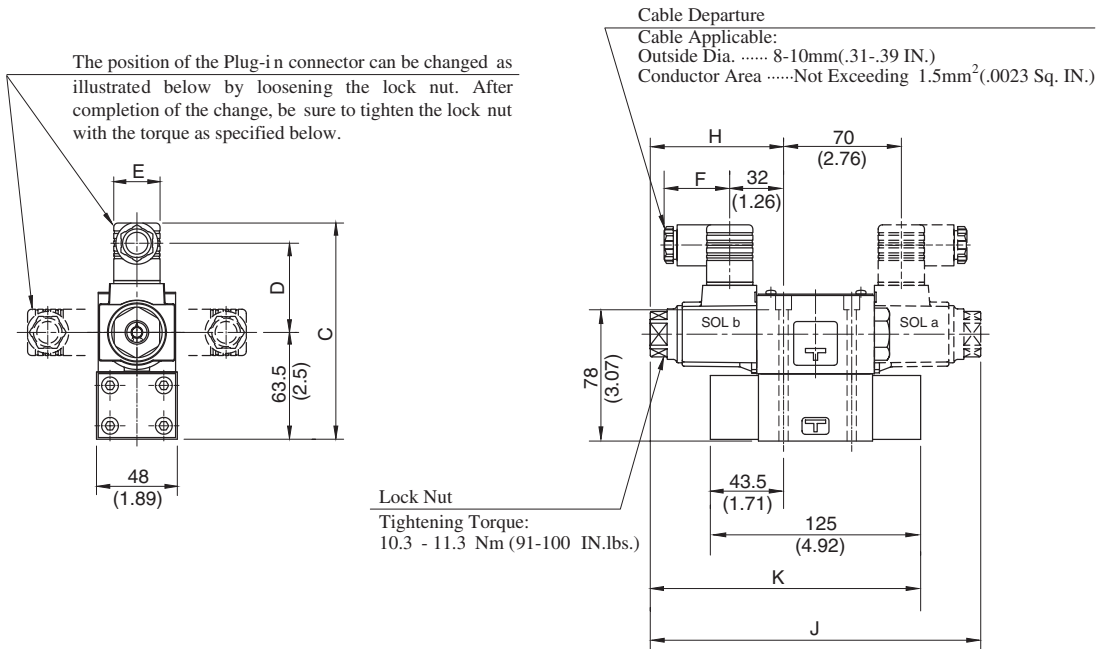 Cable Departure
Cable Applicable:
Outside Dia. ...... 8-10mm(.31-.39 IN.)
Conductor Area ......Not Exceeding 1.5mm²(.0023 Sq. IN.)
The position of the Plug-in connector can be changed as
illustrated below by loosening the lock nut. After
completion of the change, be sure to tighten the lock nut
with the torque as specified below.
E
D
C
63.5
(2.5)
48
(1.89)
H
70
(2.76)
F
32
(1.26)
SOL b
SOL a
T
T
78
(3.07)
43.5
(1.71)
125
(4.92)
K
J
Lock Nut
Tightening Torque:
10.3 - 11.3 Nm (91-100 IN.lbs.)